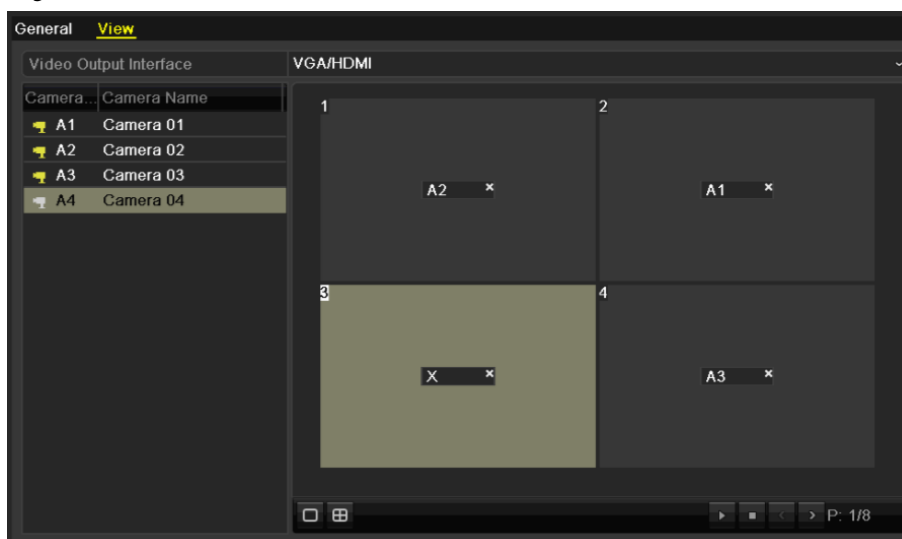 General View
Video Output Interface VGA/HDMI
Camera... Camera Name
A1 Camera 01
A2 Camera 02
A3 Camera 03
A4 Camera 04
1 2
A2 × A1 ×
3 4
X × A3 ×
P: 1/8